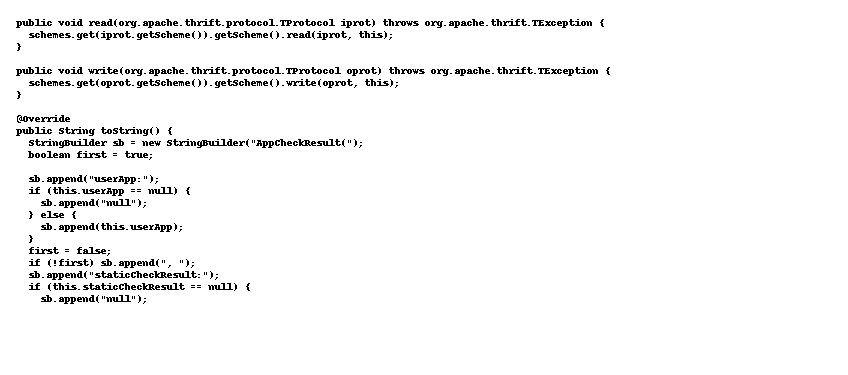 public void read(org.apache.thrift.protocol.TProtocol iprot) throws org.apache.thrift.TException {
  schemes.get(iprot.getScheme()).getScheme().read(iprot, this);
}

public void write(org.apache.thrift.protocol.TProtocol oprot) throws org.apache.thrift.TException {
  schemes.get(oprot.getScheme()).getScheme().write(oprot, this);
}

@Override
public String toString() {
  StringBuilder sb = new StringBuilder("AppCheckResult(");
  boolean first = true;

  sb.append("userApp:");
  if (this.userApp == null) {
    sb.append("null");
  } else {
    sb.append(this.userApp);
  }
  first = false;
  if (!first) sb.append(", ");
  sb.append("staticCheckResult:");
  if (this.staticCheckResult == null) {
    sb.append("null");